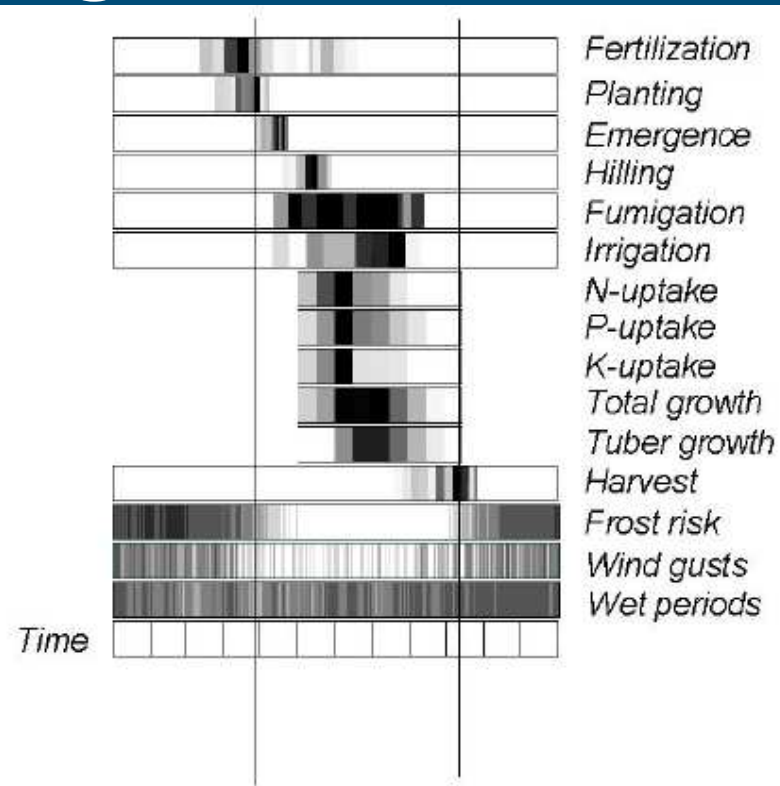 Fertilization
Planting
Emergence
Hilling
Fumigation
Irrigation
N-uptake
P-uptake
K-uptake
Total growth
Tuber growth
Harvest
Frost risk
Wind gusts
Wet periods
Time